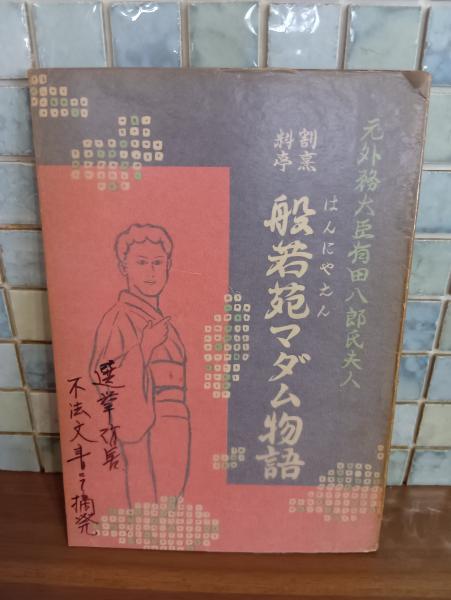 元外務大臣有田八郎氏夫人
割烹
料亭
はんにやえん
般若苑マダム物語
選挙妨害
不法文書で摘発